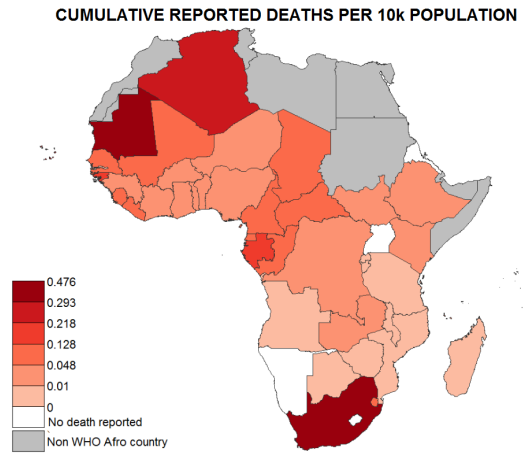 CUMULATIVE REPORTED DEATHS PER 10k POPULATION
0.476
0.293
0.218
0.128
0.048
0.01
0
No death reported
Non WHO Afro country